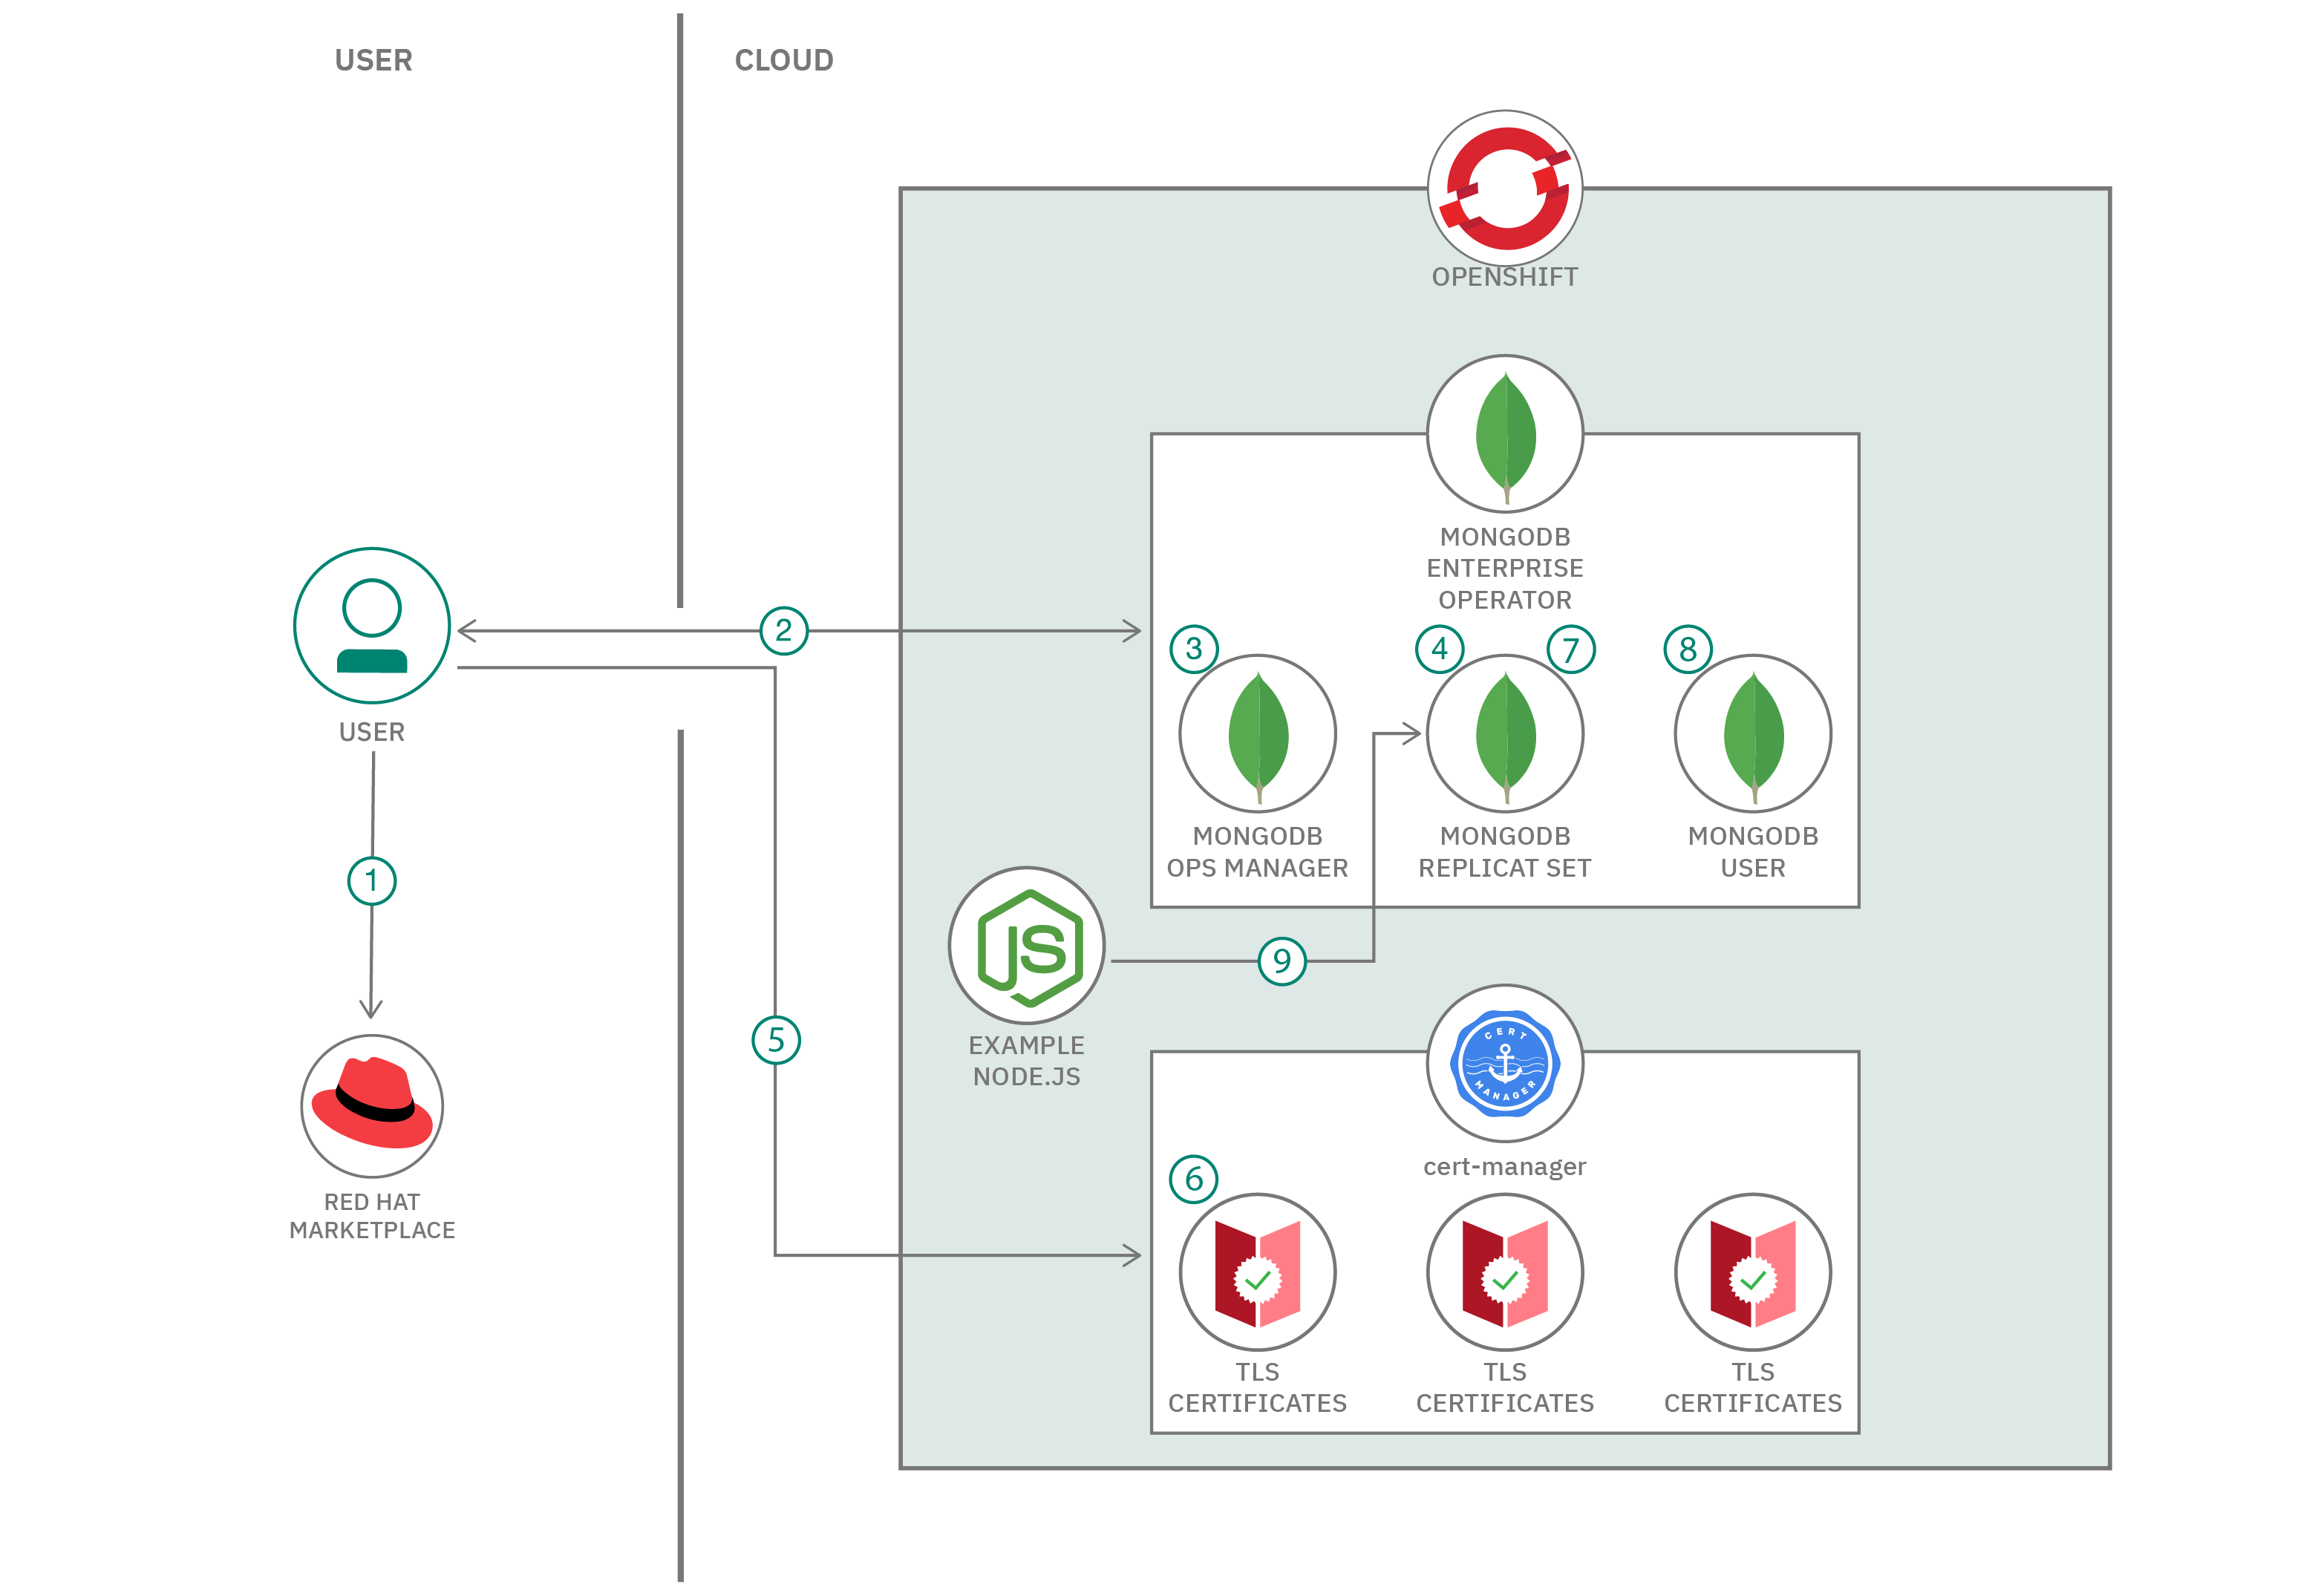 USER
CLOUD
OPENSHIFT
MONGODB
ENTERPRISE
OPERATOR
2
3
4
7
8
USER
MONGODB
OPS MANAGER
MONGODB
REPLICAT SET
MONGODB
USER
1
JS
9
EXAMPLE
NODE.JS
5
CERT
MANAGER
cert-manager
6
RED HAT
MARKETPLACE
TLS
CERTIFICATES
TLS
CERTIFICATES
TLS
CERTIFICATES